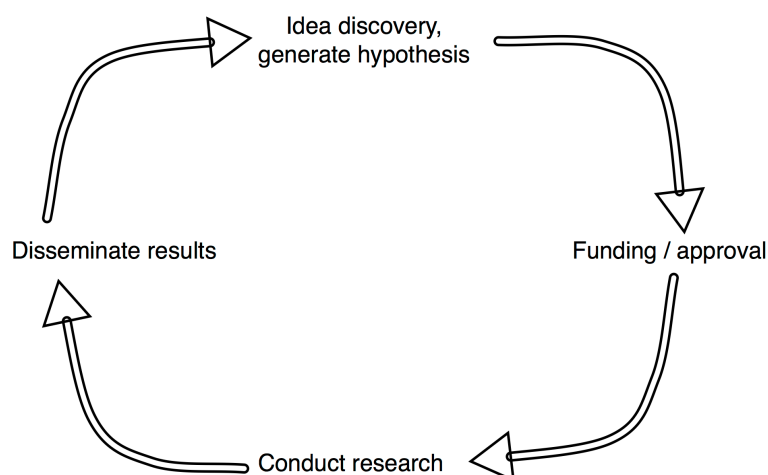 Idea discovery,
generate hypothesis
Disseminate results
Funding / approval
Conduct research